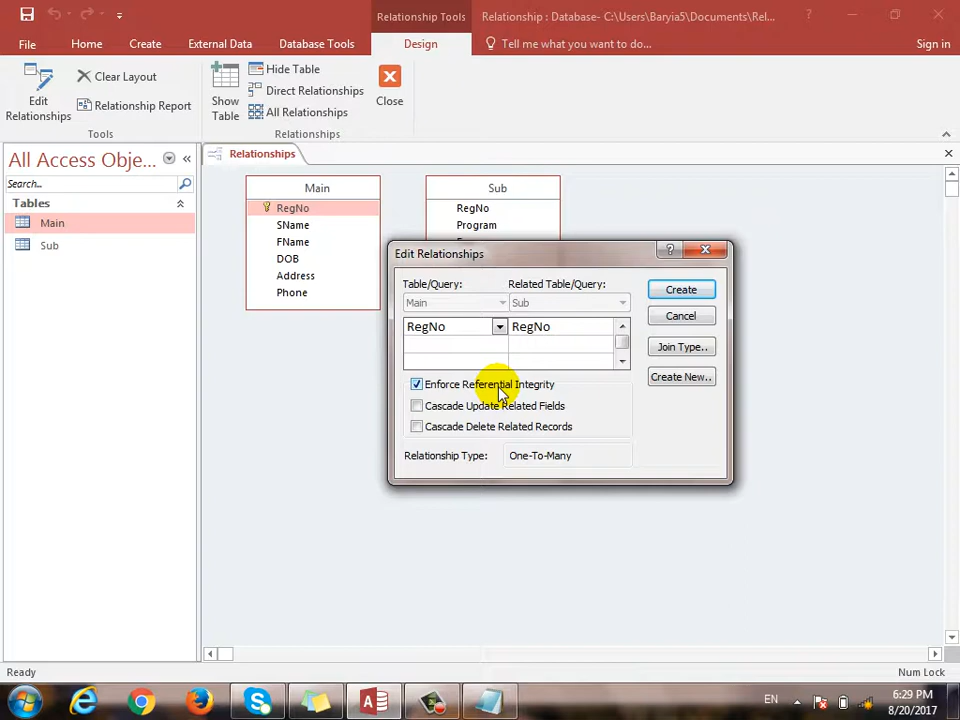 Relationship Tools
Relationship : Database- C:\Users\Baryia5\Documents\Rel...
File
Home
Create
External Data
Database Tools
Design
Tell me what you want to do...
Sign in
Edit Relationships
Clear Layout
Relationship Report
Tools
Show Table
Hide Table
Direct Relationships
All Relationships
Close
Relationships
All Access Obje...
Search...
Tables
Main
Sub
Relationships
Main
RegNo
SName
FName
DOB
Address
Phone
Sub
RegNo
Program
Edit Relationships
Table/Query:
Related Table/Query:
Main
Sub
RegNo
RegNo
Enforce Referential Integrity
Cascade Update Related Fields
Cascade Delete Related Records
Relationship Type:
One-To-Many
Create
Cancel
Join Type..
Create New..
Ready
Num Lock
EN
6:29 PM
8/20/2017